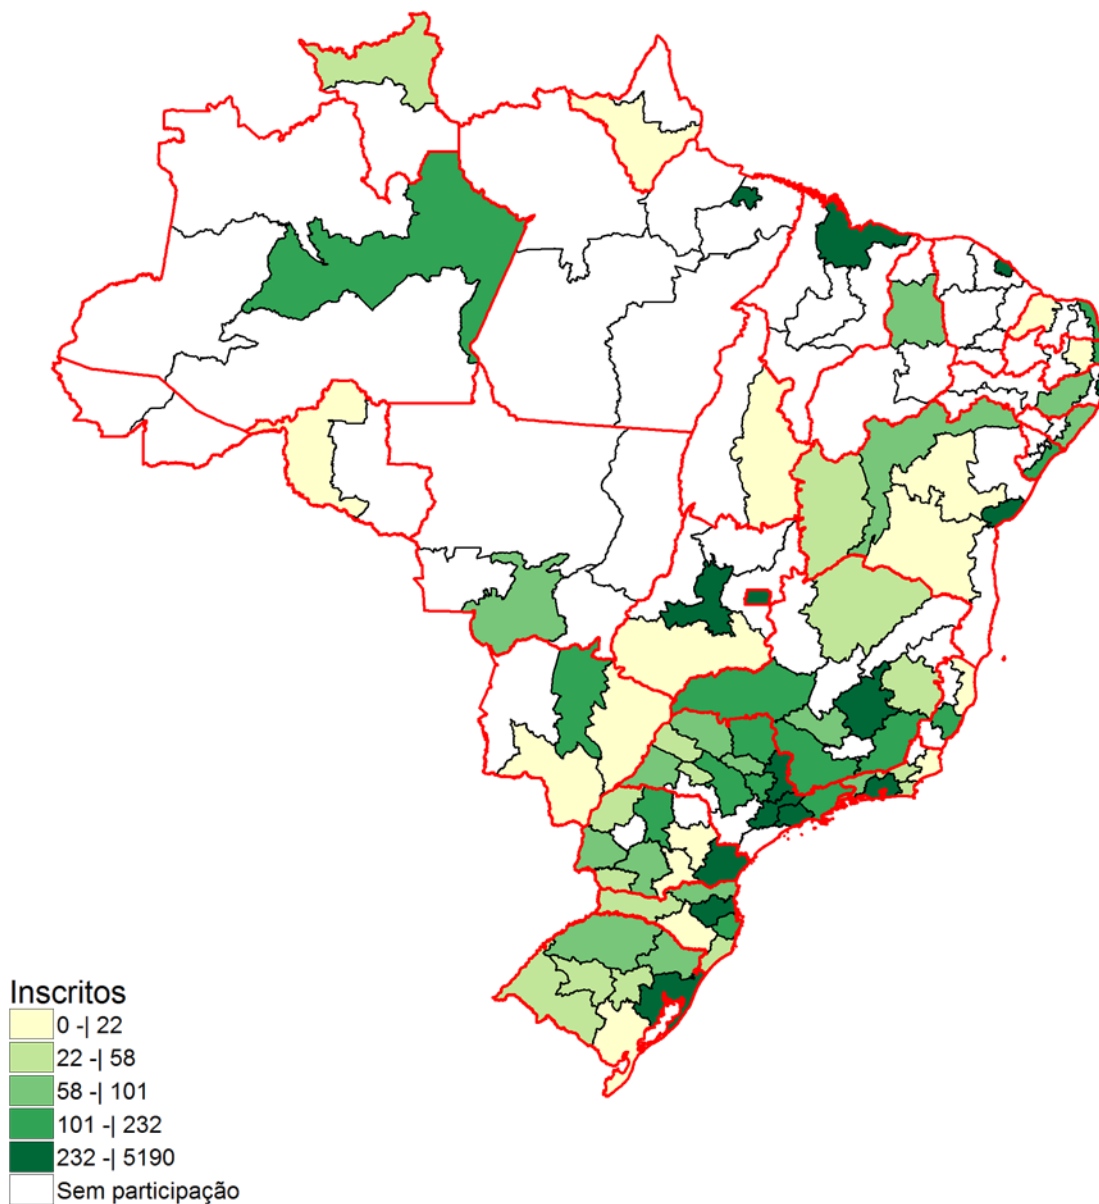 Inscritos
0 -| 22
22 -| 58
58 -| 101
101 -| 232
232 -| 5190
Sem participação